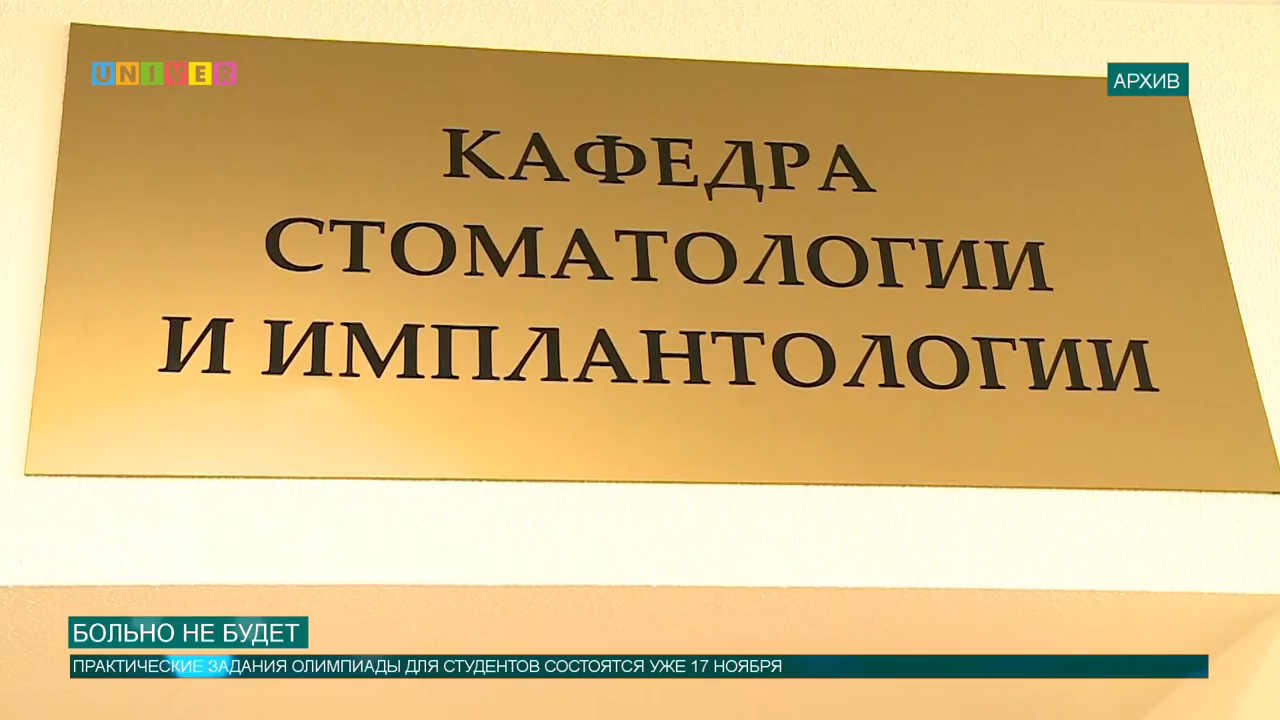 UNIVER
АРХИВ
КАФЕДРА
СТОМАТОЛОГИИ
И ИМПЛАНТОЛОГИИ
БОЛЬНО НЕ БУДЕТ
ПРАКТИЧЕСКИЕ ЗАДАНИЯ ОЛИМПИАДЫ ДЛЯ СТУДЕНТОВ СОСТОЯТСЯ УЖЕ 17 НОЯБРЯ